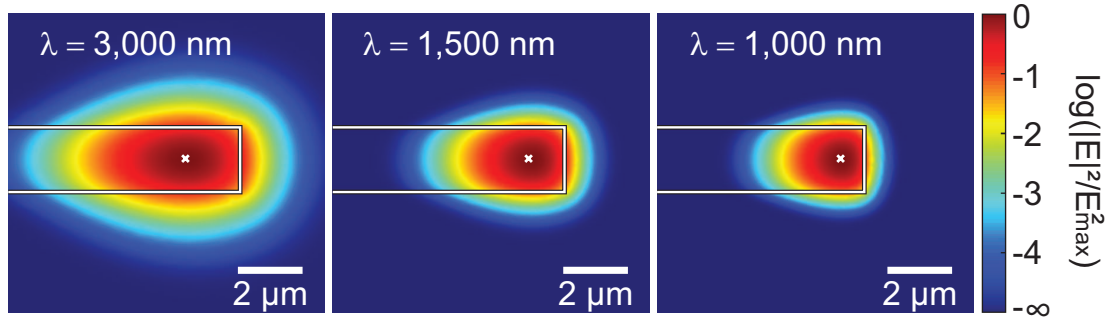 λ = 3,000 nm
2 µm
λ = 1,500 nm
2 µm
λ = 1,000 nm
2 µm
0
-1
-2
-3
-4
-∞
log(|E|²/E²max)